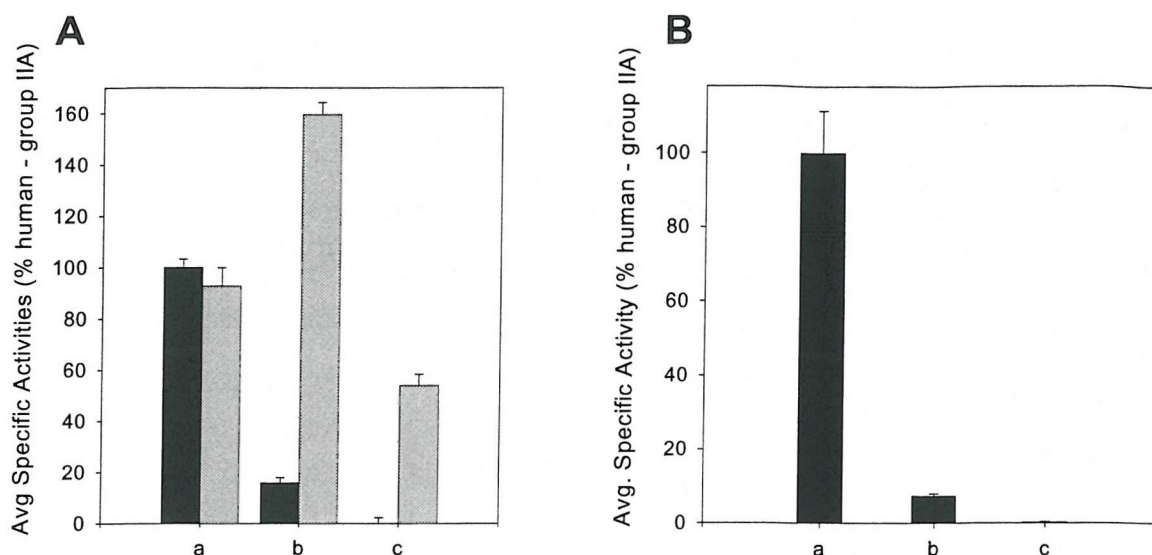 A
Avg Specific Activities (% human - group IIA)
160
140
120
100
80
60
40
20
0
a b c
B
Avg. Specific Activity (% human - group IIA)
100
80
60
40
20
0
a b c